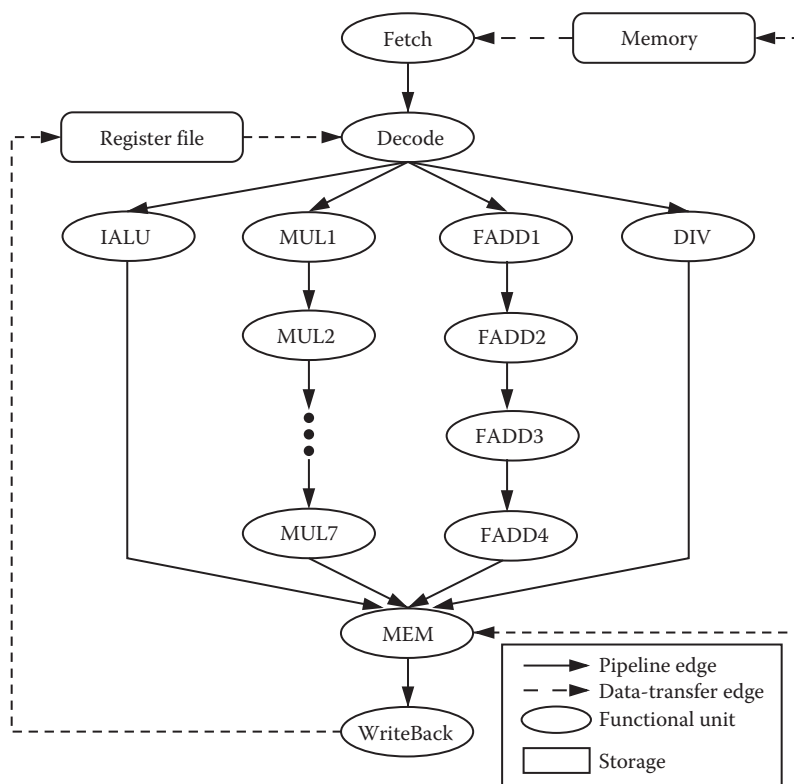 Fetch
Memory
Register file
Decode
IALU
MUL1
FADD1
DIV
MUL2
FADD2
FADD3
MUL7
FADD4
MEM
WriteBack
Pipeline edge
Data-transfer edge
Functional unit
Storage